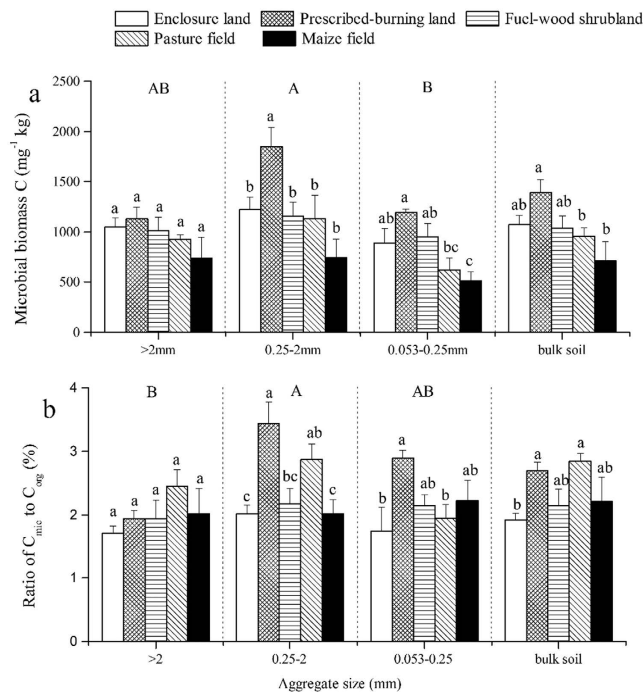 Enclosure land Prescribed-burning land Fuel-wood shrubland
Pasture field Maize field
a
AB A B
Microbial biomass C (mg⁻¹ kg)
2500
2000
1500
1000
500
0
a a a a a
b a b b b
ab a ab bc c
ab a ab b b
>2mm 0.25-2mm 0.053-0.25mm bulk soil
b
B A AB
Ratio of Cmic to Corg (%)
4
3
2
1
0
a a a a a
c a bc ab c
b a ab b ab
b a ab a ab
>2 0.25-2 0.053-0.25 bulk soil
Aggregate size (mm)